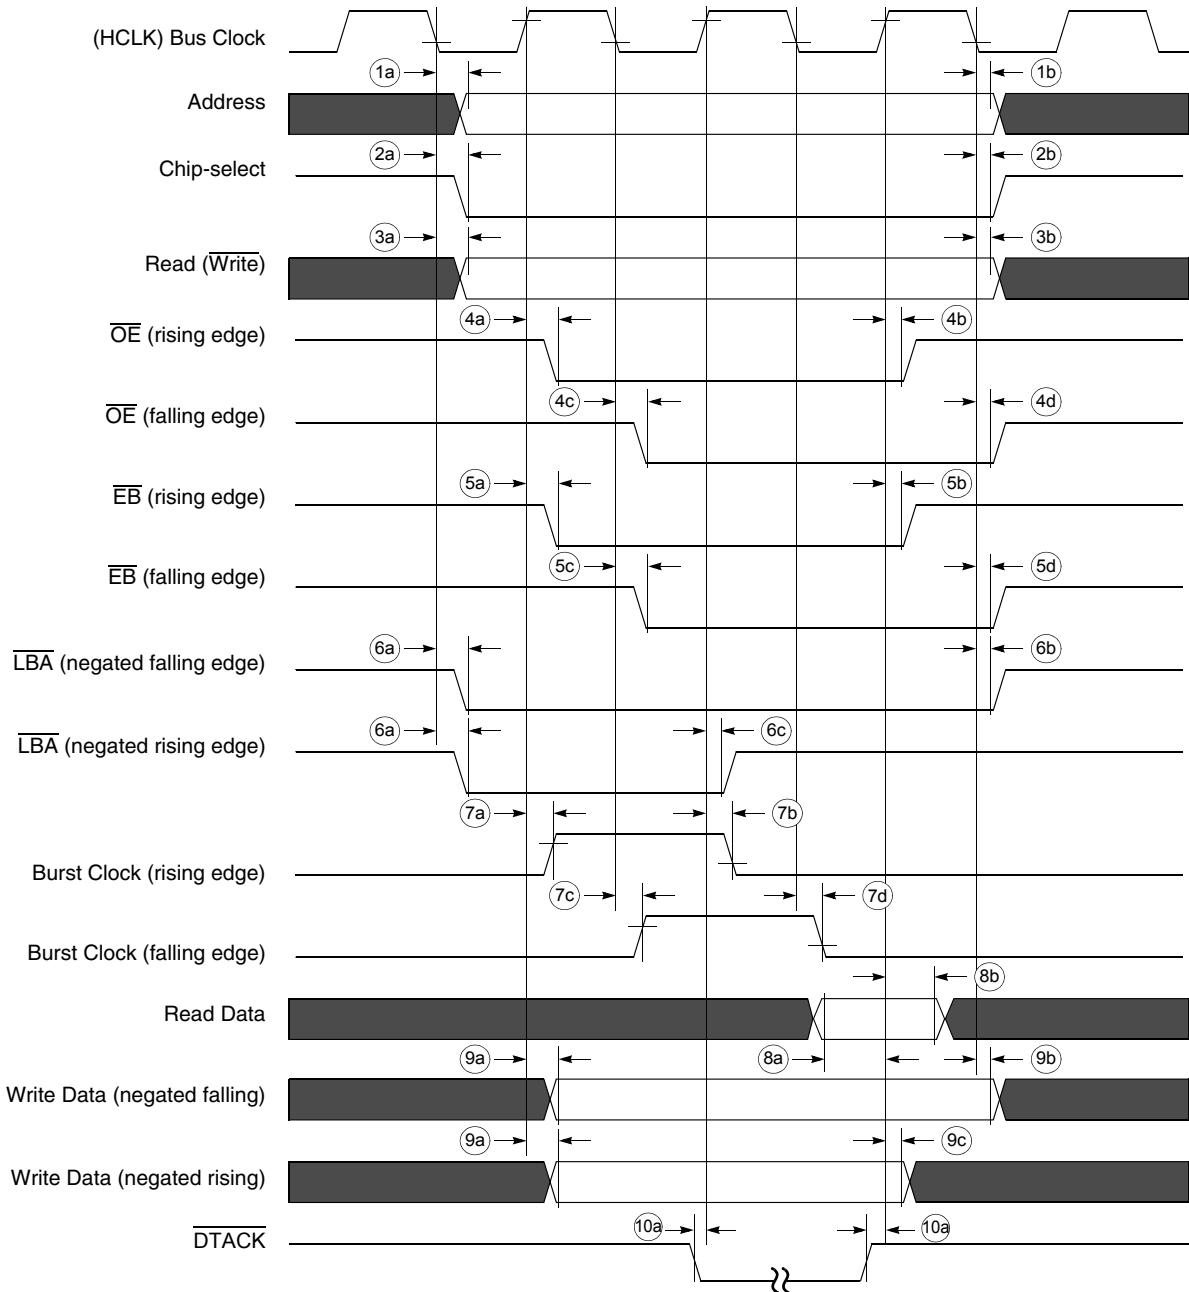 (HCLK) Bus Clock
1a 1b
Address
2a 2b
Chip-select
3a 3b
Read (Write)
4a 4b
OE (rising edge)
4c 4d
OE (falling edge)
5a 5b
EB (rising edge)
5c 5d
EB (falling edge)
6a 6b
LBA (negated falling edge)
6a 6c
LBA (negated rising edge)
7a 7b
Burst Clock (rising edge)
7c 7d
Burst Clock (falling edge)
8b
Read Data
9a 8a 9b
Write Data (negated falling)
9a 9c
Write Data (negated rising)
10a 10a
DTACK